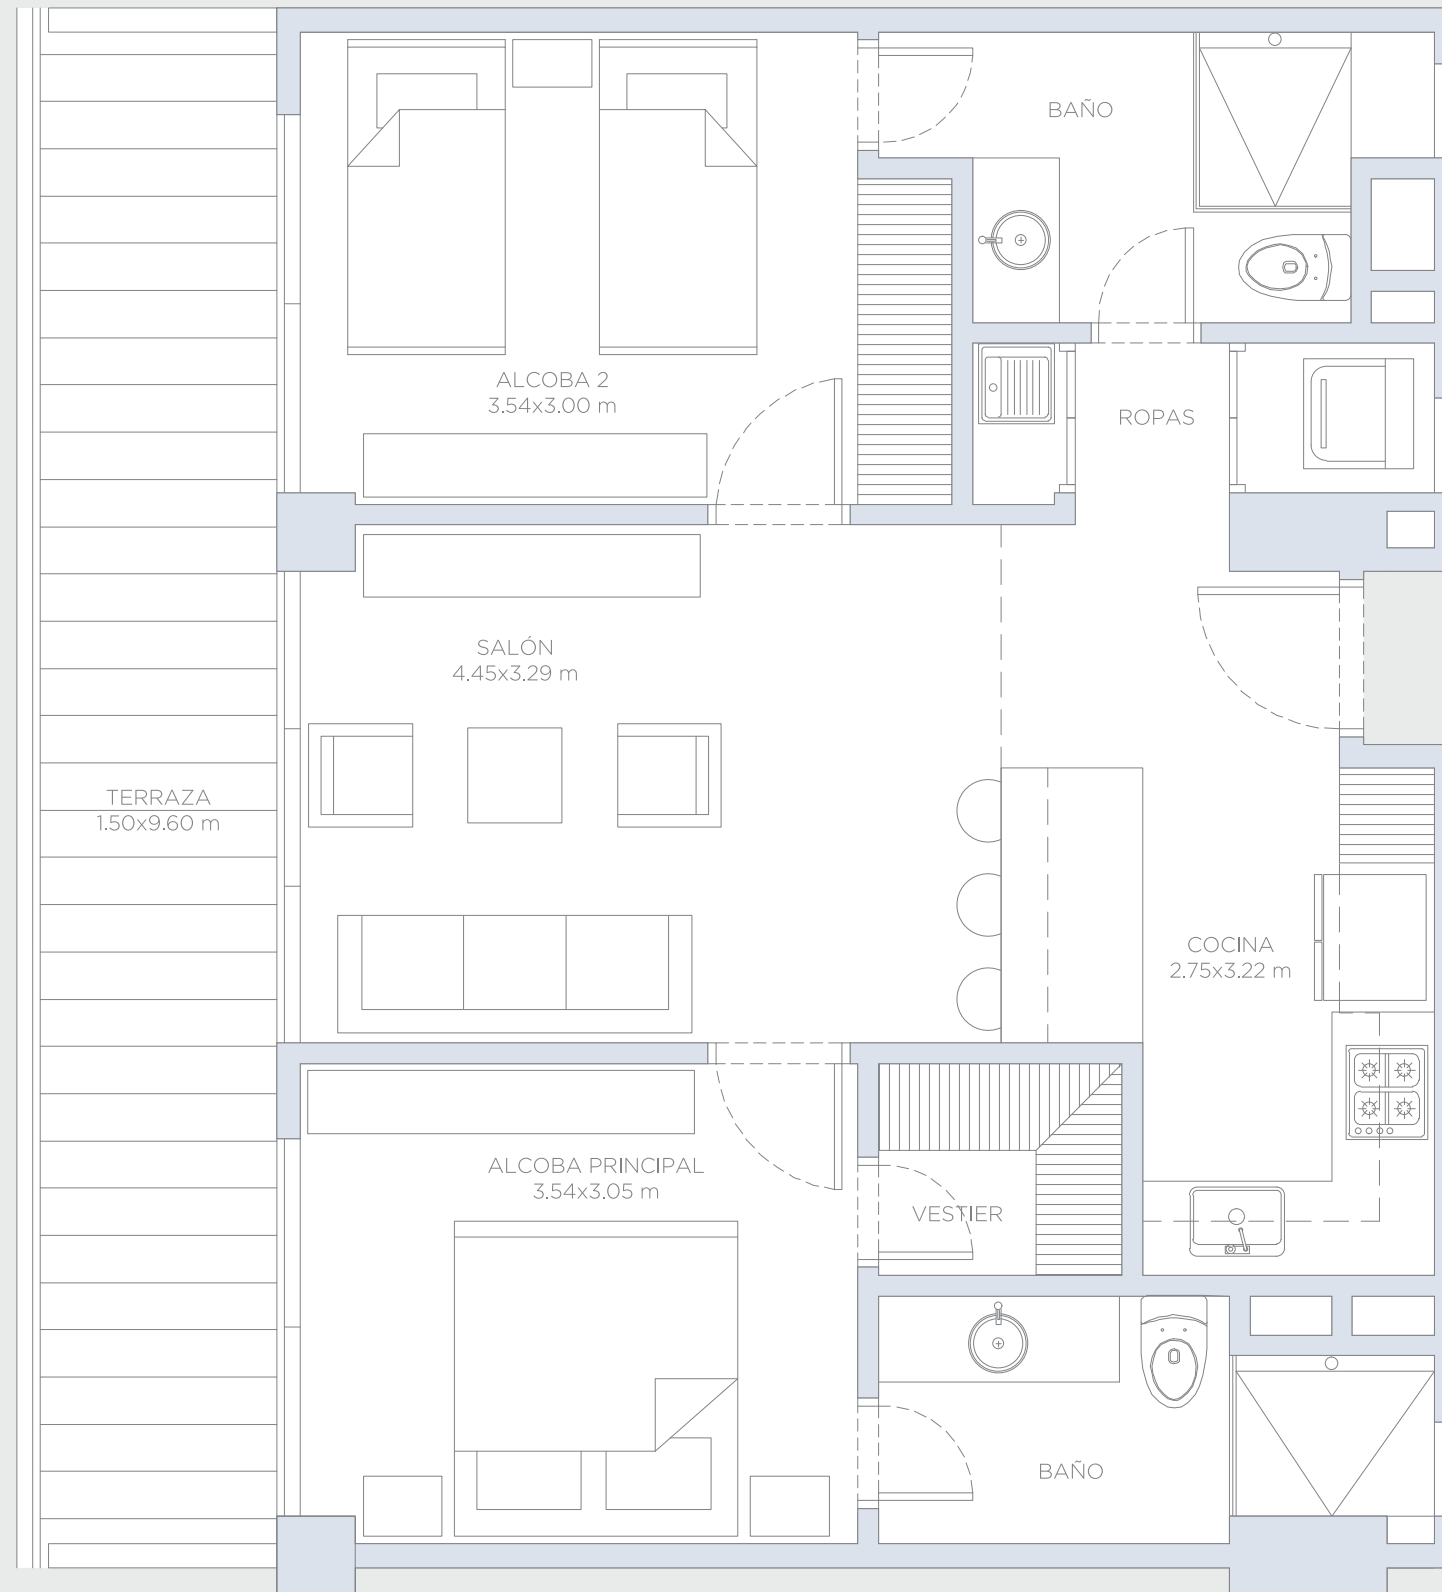 BAÑO
ALCOBA 2
3.54x3.00 m
ROPAS
SALÓN
4.45x3.29 m
TERRAZA
1.50x9.60 m
COCINA
2.75x3.22 m
ALCOBA PRINCIPAL
3.54x3.05 m
VESTIER
BAÑO